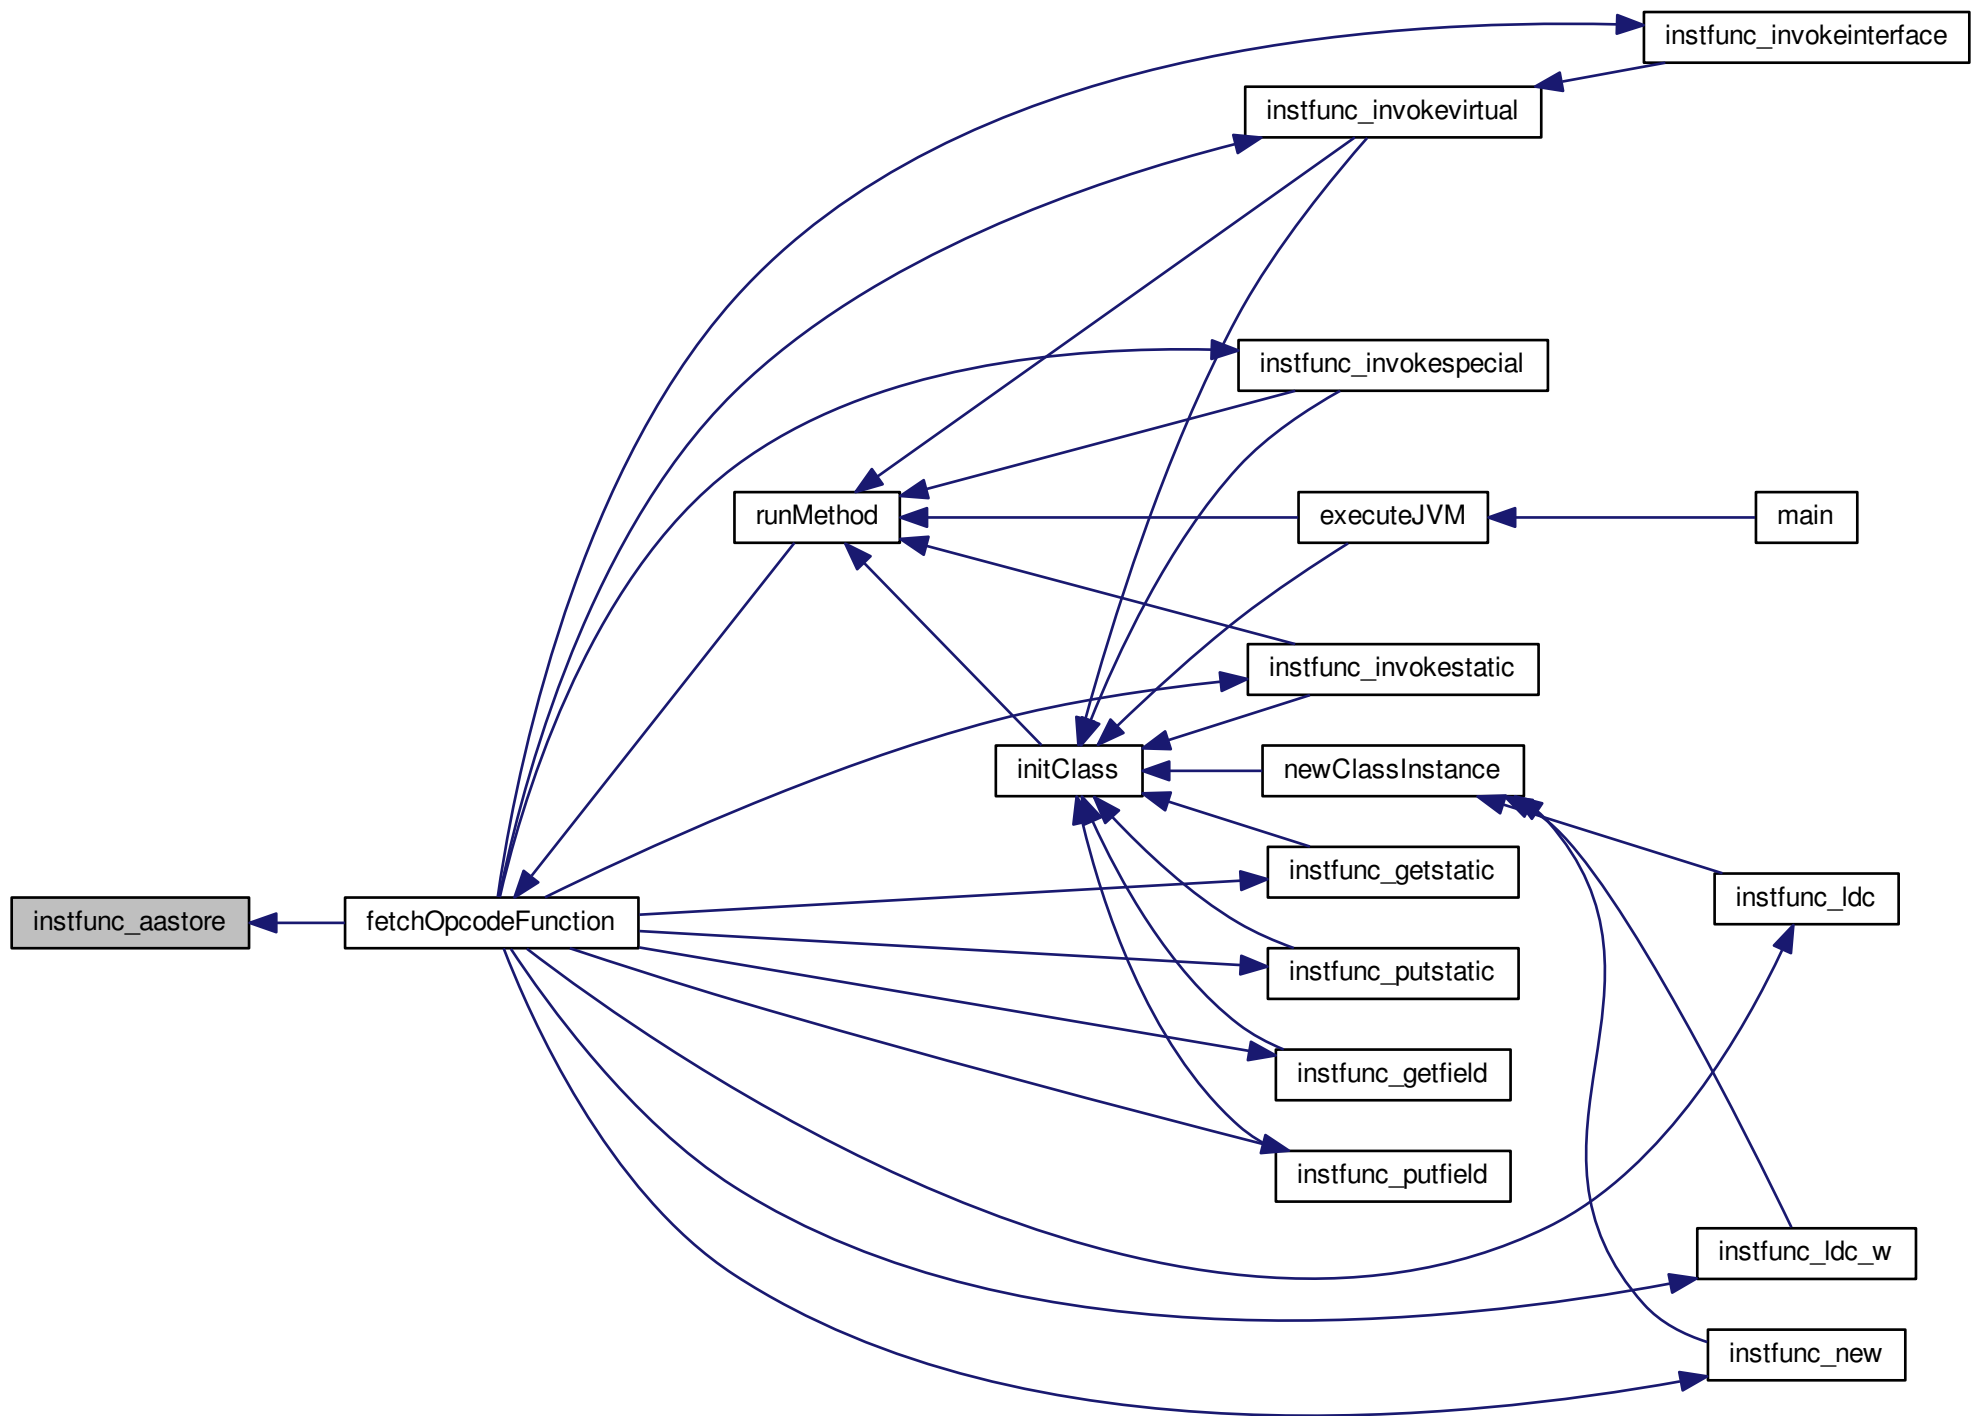 instfunc_invokeinterface
instfunc_invokevirtual
instfunc_invokespecial
runMethod
executeJVM
main
instfunc_invokestatic
initClass
newClassInstance
instfunc_getstatic
instfunc_ldc
instfunc_aastore
fetchOpcodeFunction
instfunc_putstatic
instfunc_getfield
instfunc_putfield
instfunc_ldc_w
instfunc_new